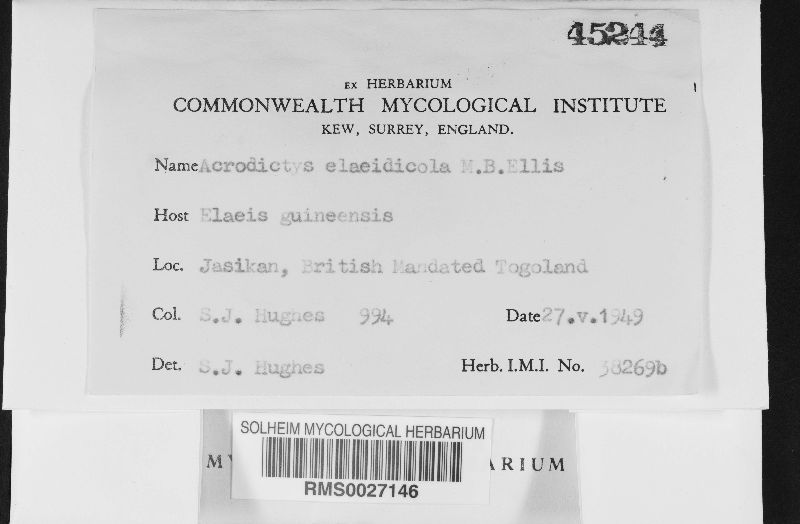 45244
EX HERBARIUM
COMMONWEALTH MYCOLOGICAL INSTITUTE
KEW, SURREY, ENGLAND.
Name Acrodictys elaeidicola M.B.Ellis
Host Elaeis guineensis
Loc. Jasikan, British Mandated Togoland
Col. S.J. Hughes 994 Date 27.v.1949
Det. S.J. Hughes Herb. I.M.I. No. 38269b
SOLHEIM MYCOLOGICAL HERBARIUM
RMS0027146